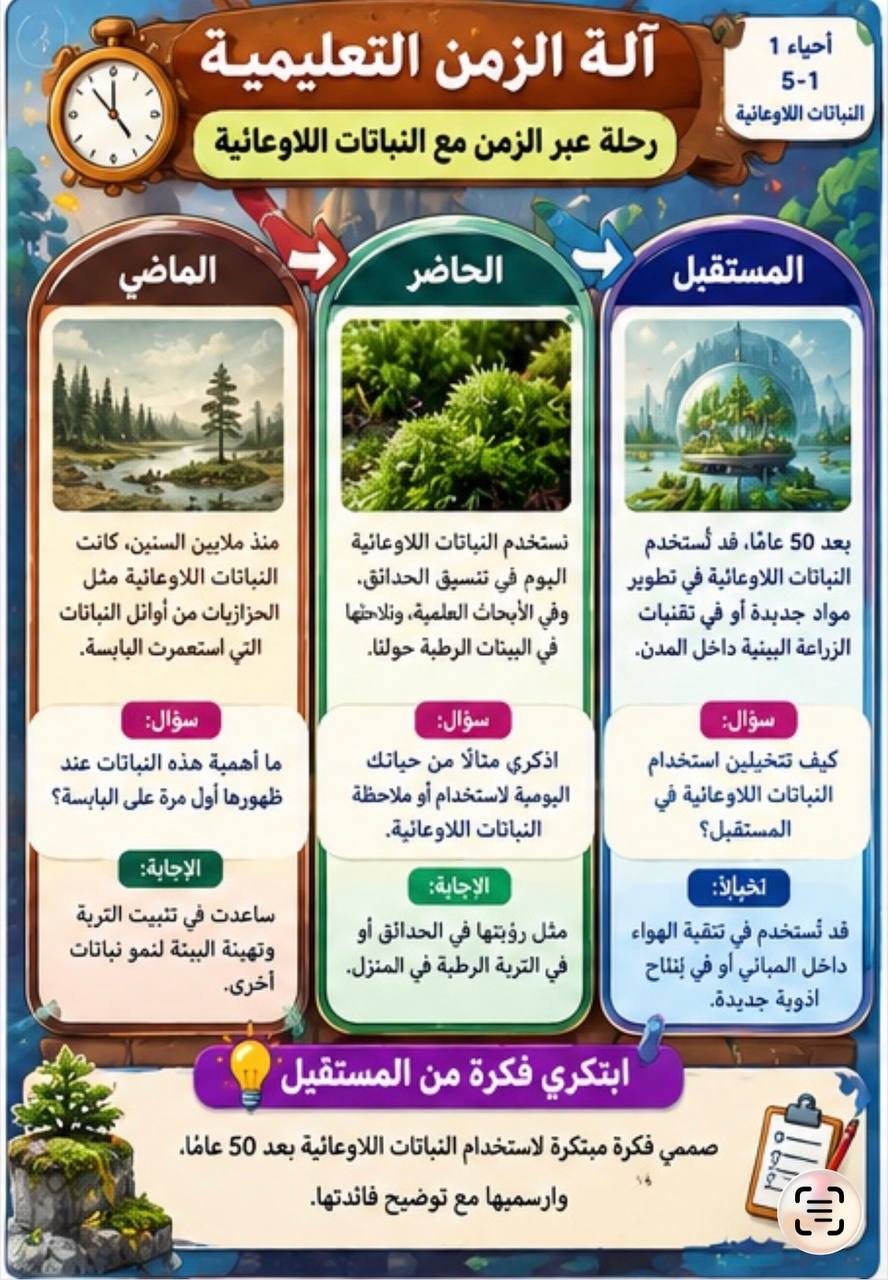 آلة الزمن التعليمية
رحلة عبر الزمن مع النباتات اللاوعائية
أحياء 1
5-1
النباتات اللاوعائية
الماضي
منذ ملايين السنين، كانت
النباتات اللاوعائية مثل
الحزازيات من أوائل النباتات
التي استعمرت اليابسة.
سؤال:
ما أهمية هذه النباتات عند
ظهورها أول مرة على اليابسة؟
الإجابة:
ساعدت في تثبيت التربة
وتهيئة البيئة لنمو نباتات
أخرى.
الحاضر
نستخدم النباتات اللاوعائية
اليوم في تنسيق الحدائق،
وفي الأبحاث العلمية، ونلاحظها
في البيئات الرطبة حولنا.
سؤال:
اذكري مثالًا من حياتك
اليومية لاستخدام أو ملاحظة
النباتات اللاوعائية.
الإجابة:
مثل رؤيتها في الحدائق أو
في التربة الرطبة في المنزل.
المستقبل
بعد 50 عامًا، قد تُستخدم
النباتات اللاوعائية في تطوير
مواد جديدة أو في تقنيات
الزراعة البيئية داخل المدن.
سؤال:
كيف تتخيلين استخدام
النباتات اللاوعائية في
المستقبل؟
قد تُستخدم في تنقية الهواء
داخل المباني أو في
ادوية جديدة.
ابتكري فكرة من المستقبل
صممي فكرة مبتكرة لاستخدام النباتات اللاوعائية بعد 50 عامًا،
وارسميها مع توضيح فائدتها.